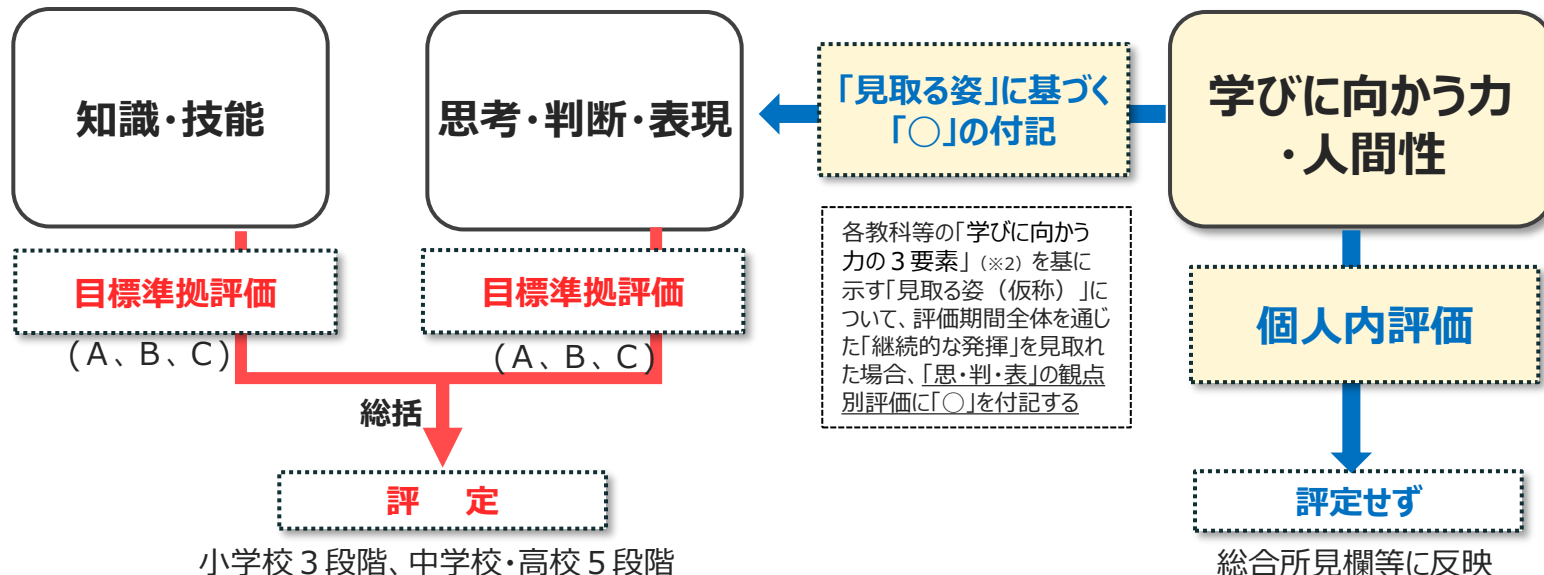 知識・技能
思考・判断・表現
「見取る姿」に基づく
「○」の付記
学びに向かう力
・人間性
目標準拠評価
(A、B、C)
目標準拠評価
(A、B、C)
各教科等の「学びに向かう
力の3要素」(※2)を基に
示す「見取る姿（仮称）」に
ついて、評価期間全体を通じ
た「継続的な発揮」を見取れ
た場合、「思・判・表」の観点
別評価に「○」を付記する
個人内評価
総括
評 定
小学校3段階、中学校・高校5段階
評定せず
総合所見欄等に反映